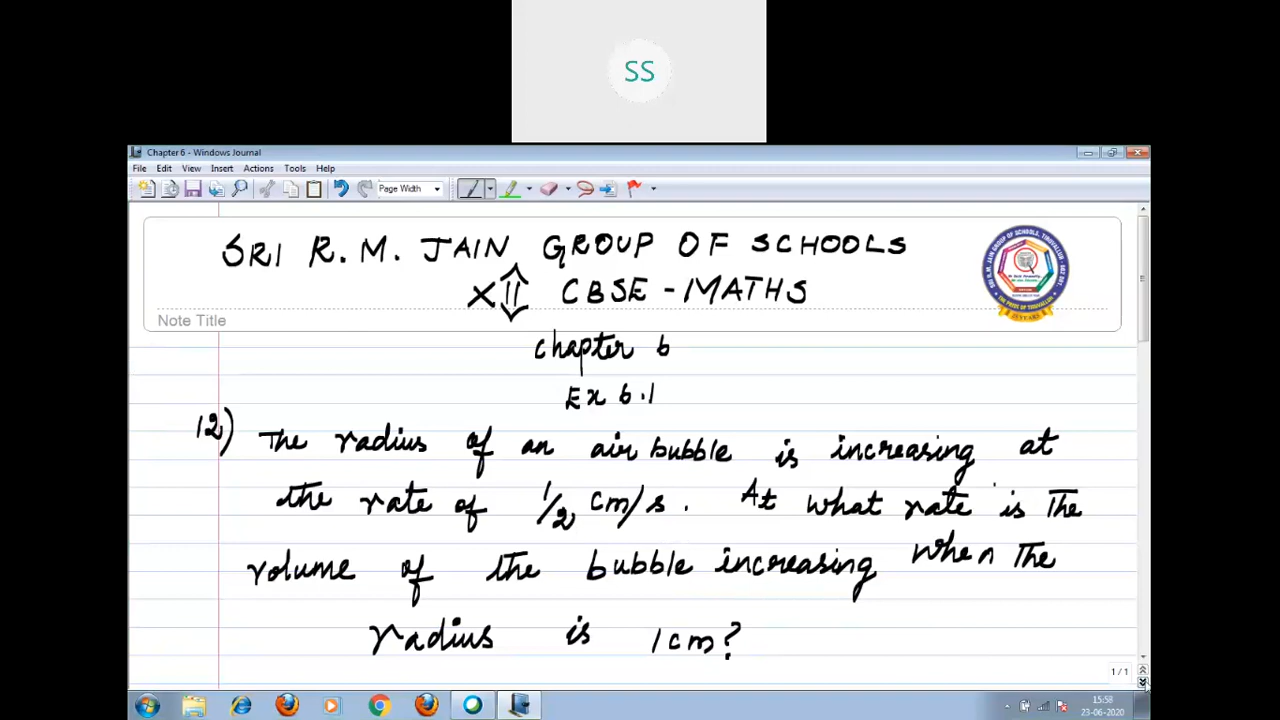 SS
Chapter 6 - Windows Journal
File Edit View Insert Actions Tools Help
Page Width
SRI R. M. JAIN GROUP OF SCHOOLS
XII CBSE - MATHS
Note Title
Chapter 6
Ex 6.1
12) The radius of an air bubble is increasing at
the rate of 1/2 cm/s. At what rate is the
volume of the bubble increasing when the
radius is 1cm?
1/1
15:58
23-06-2020